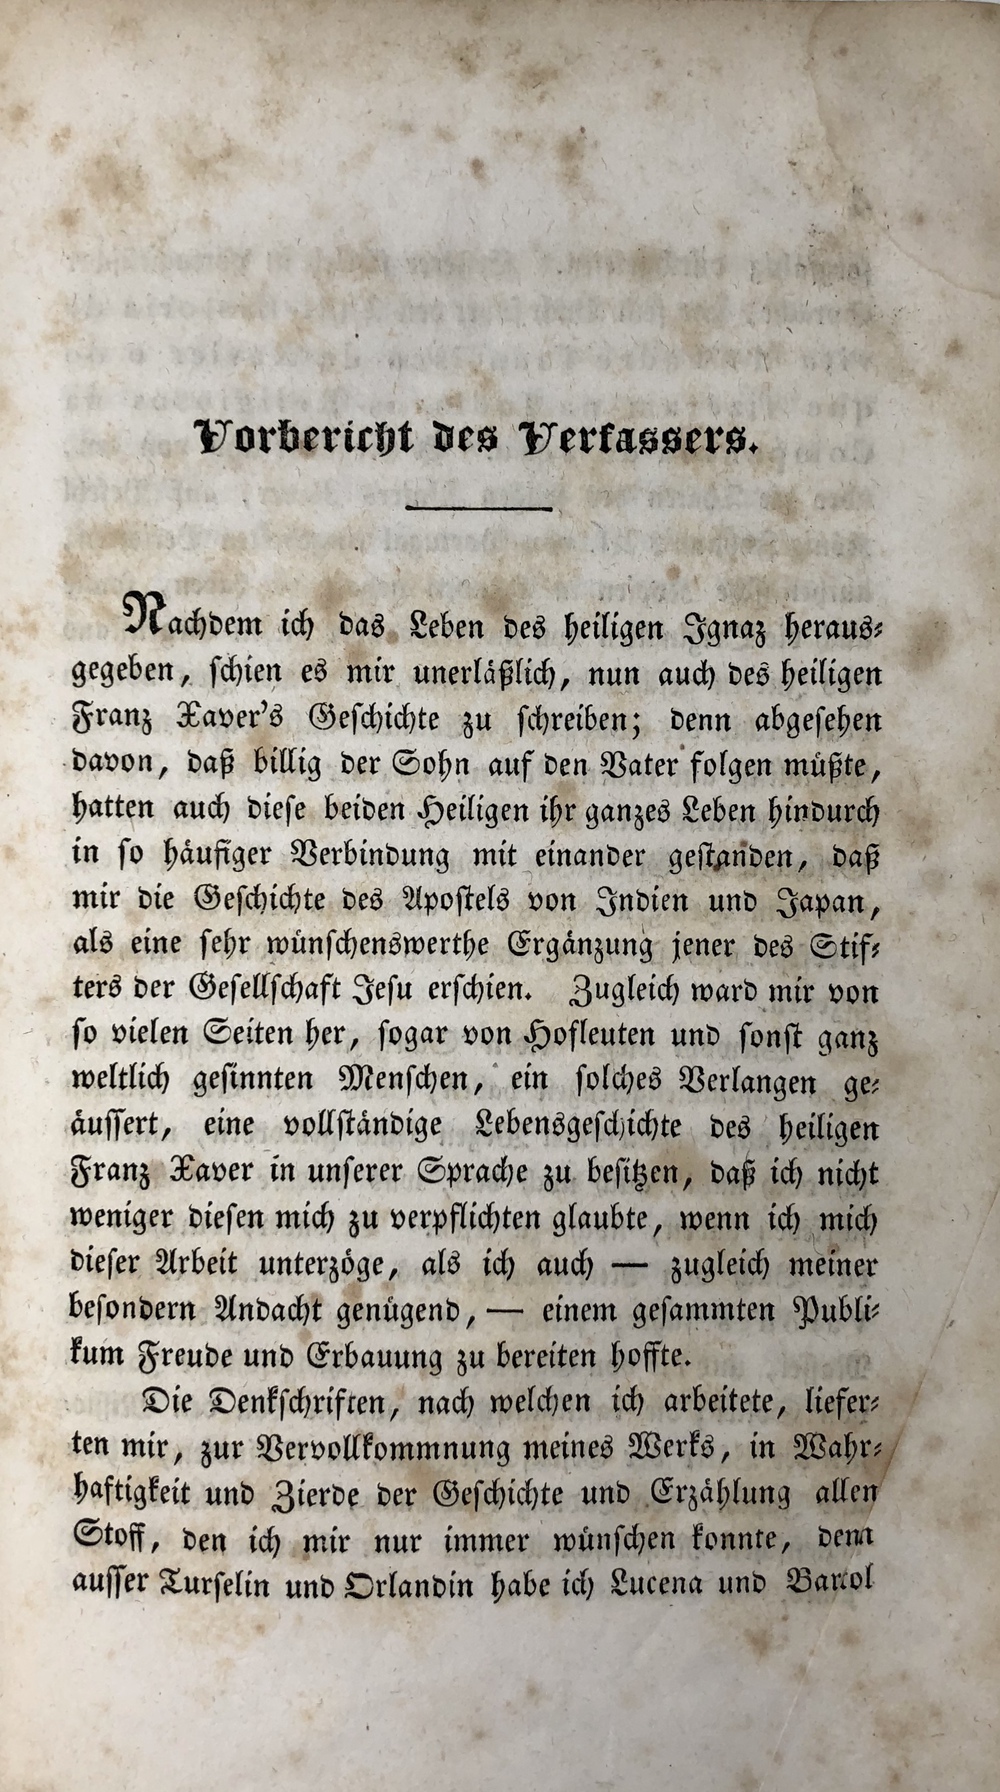 Vorbericht des Verfassers.
Nachdem ich das Leben des heiligen Ignaz heraus⸗
gegeben, schien es mir unerläßlich, nun auch des heiligen
Franz Xaver's Geschichte zu schreiben; denn abgesehen
davon, daß billig der Sohn auf den Vater folgen müßte,
hatten auch diese beiden Heiligen ihr ganzes Leben hindurch
in so häufiger Verbindung mit einander gestanden, daß
mir die Geschichte des Apostels von Indien und Japan,
als eine sehr wünschenswerthe Ergänzung jener des Stif⸗
ters der Gesellschaft Jesu erschien. Zugleich ward mir von
so vielen Seiten her, sogar von Hofleuten und sonst ganz
weltlich gesinnten Menschen, ein solches Verlangen ge⸗
äussert, eine vollständige Lebensgeschichte des heiligen
Franz Xaver in unserer Sprache zu besitzen, daß ich nicht
weniger diesen mich zu verpflichten glaubte, wenn ich mich
dieser Arbeit unterzöge, als ich auch — zugleich meiner
besondern Andacht genügend, — einem gesammten Publi⸗
kum Freude und Erbauung zu bereiten hoffte.
Die Denkschriften, nach welchen ich arbeitete, liefer⸗
ten mir, zur Vervollkommnung meines Werks, in Wahr⸗
haftigkeit und Zierde der Geschichte und Erzählung allen
Stoff, den ich mir nur immer wünschen konnte, denn
ausser Turselin und Orlandin habe ich Lucena und Bartol